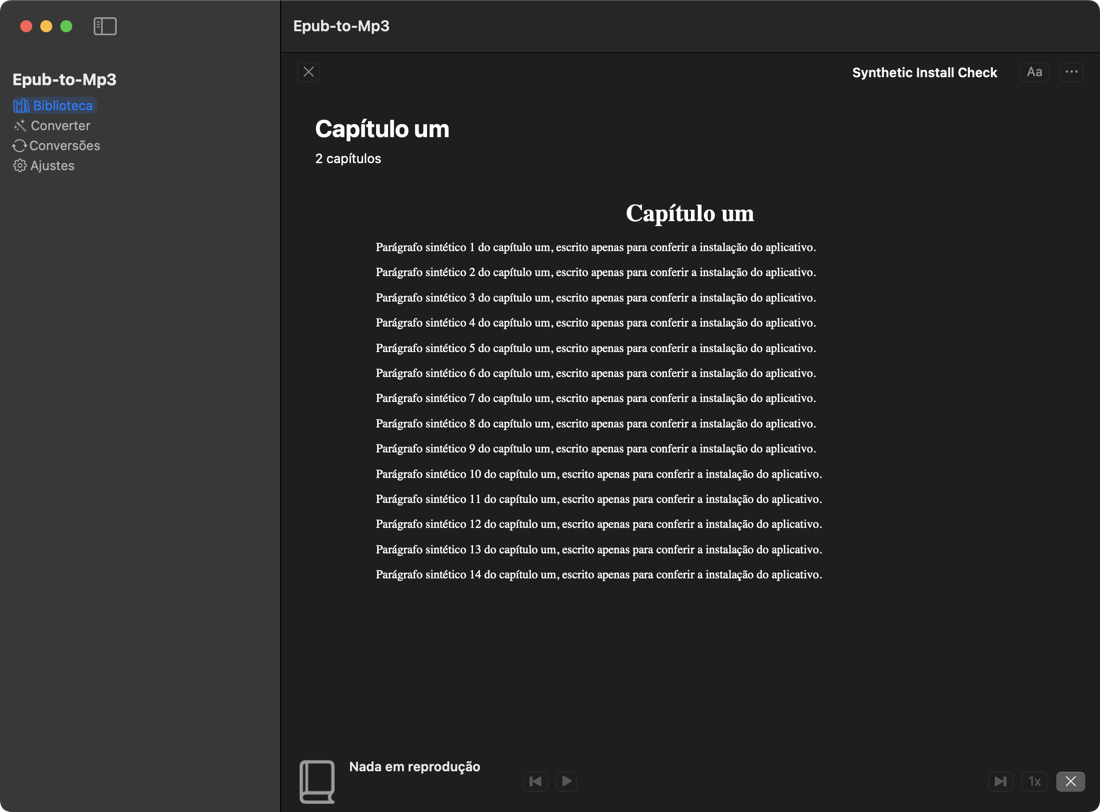 Epub-to-Mp3
Epub-to-Mp3
Biblioteca
Converter
Conversões
Ajustes
Synthetic Install Check
Aa
Capítulo um
2 capítulos
Capítulo um
Parágrafo sintético 1 do capítulo um, escrito apenas para conferir a instalação do aplicativo.
Parágrafo sintético 2 do capítulo um, escrito apenas para conferir a instalação do aplicativo.
Parágrafo sintético 3 do capítulo um, escrito apenas para conferir a instalação do aplicativo.
Parágrafo sintético 4 do capítulo um, escrito apenas para conferir a instalação do aplicativo.
Parágrafo sintético 5 do capítulo um, escrito apenas para conferir a instalação do aplicativo.
Parágrafo sintético 6 do capítulo um, escrito apenas para conferir a instalação do aplicativo.
Parágrafo sintético 7 do capítulo um, escrito apenas para conferir a instalação do aplicativo.
Parágrafo sintético 8 do capítulo um, escrito apenas para conferir a instalação do aplicativo.
Parágrafo sintético 9 do capítulo um, escrito apenas para conferir a instalação do aplicativo.
Parágrafo sintético 10 do capítulo um, escrito apenas para conferir a instalação do aplicativo.
Parágrafo sintético 11 do capítulo um, escrito apenas para conferir a instalação do aplicativo.
Parágrafo sintético 12 do capítulo um, escrito apenas para conferir a instalação do aplicativo.
Parágrafo sintético 13 do capítulo um, escrito apenas para conferir a instalação do aplicativo.
Parágrafo sintético 14 do capítulo um, escrito apenas para conferir a instalação do aplicativo.
Nada em reprodução
1x